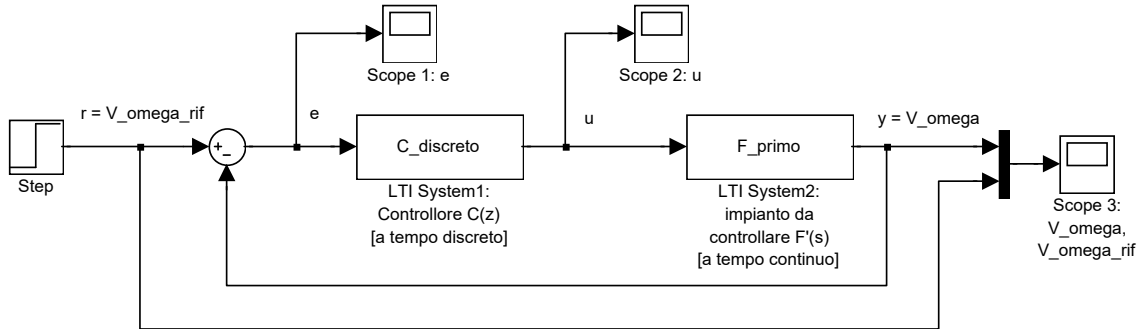 Scope 1: e
Scope 2: u
r = V_omega_rif
e
u
y = V_omega
+
−
C_discreto
F_primo
Step
LTI System1:
Controllore C(z)
[a tempo discreto]
LTI System2:
impianto da
controllare F'(s)
[a tempo continuo]
Scope 3:
V_omega,
V_omega_rif